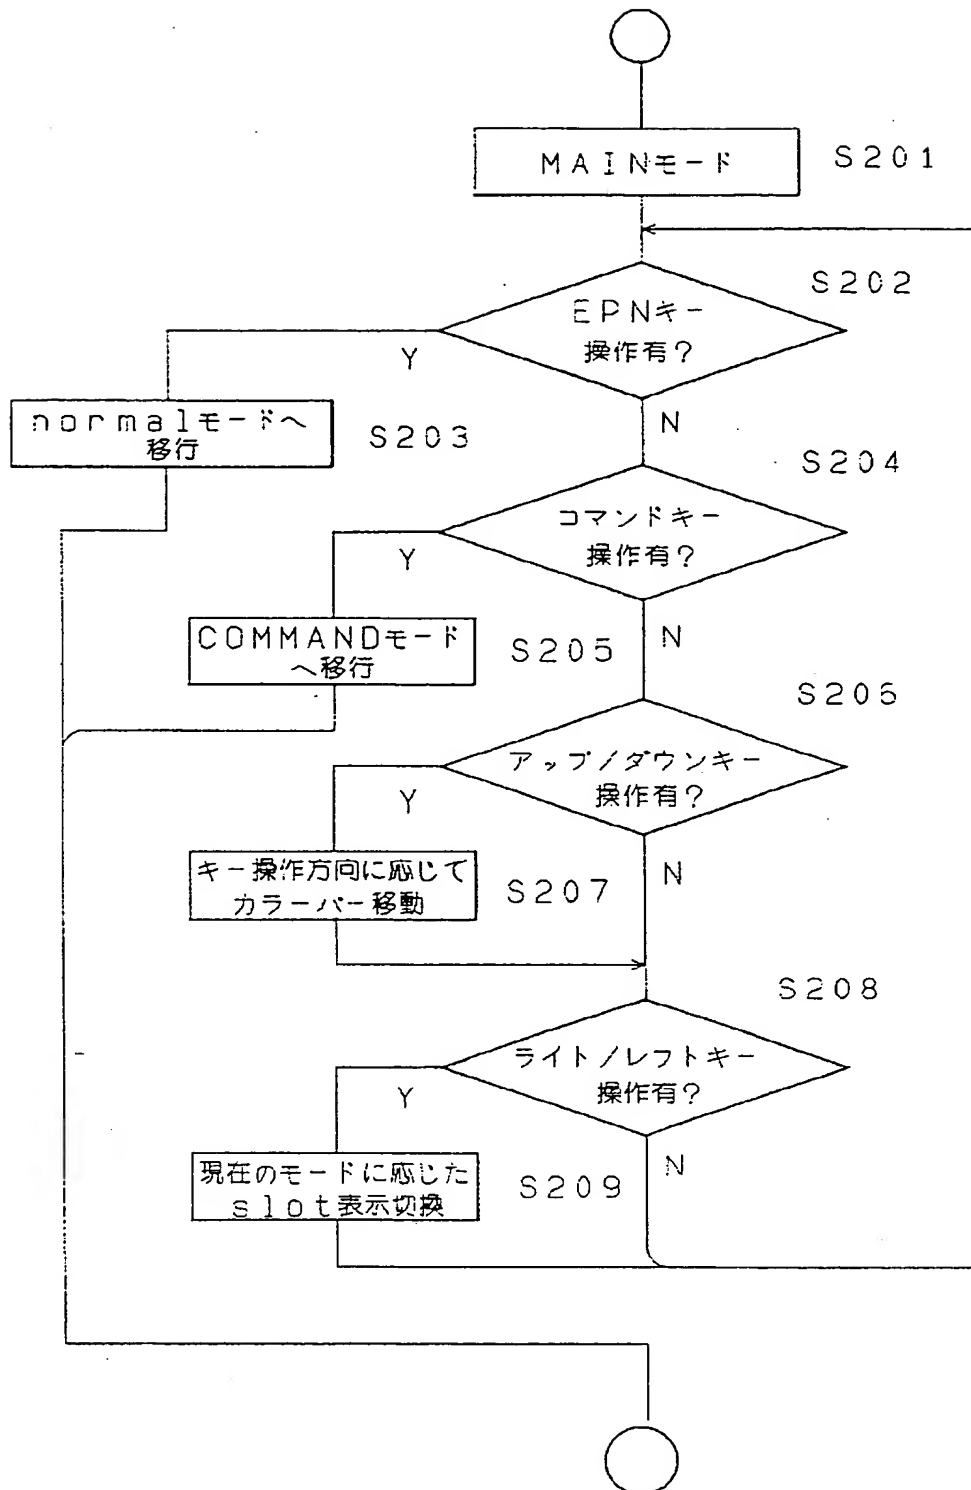 MAINモード
S201
S202
EPNキー
操作有?
Y
N
normalモードへ
移行
S203
S204
コマンドキー
操作有?
Y
N
COMMANDモード
へ移行
S205
S206
アップ/ダウンキー
操作有?
Y
N
キー操作方向に応じて
カラーバー移動
S207
S208
ライト/レフトキー
操作有?
Y
N
現在のモードに応じた
slot表示切換
S209